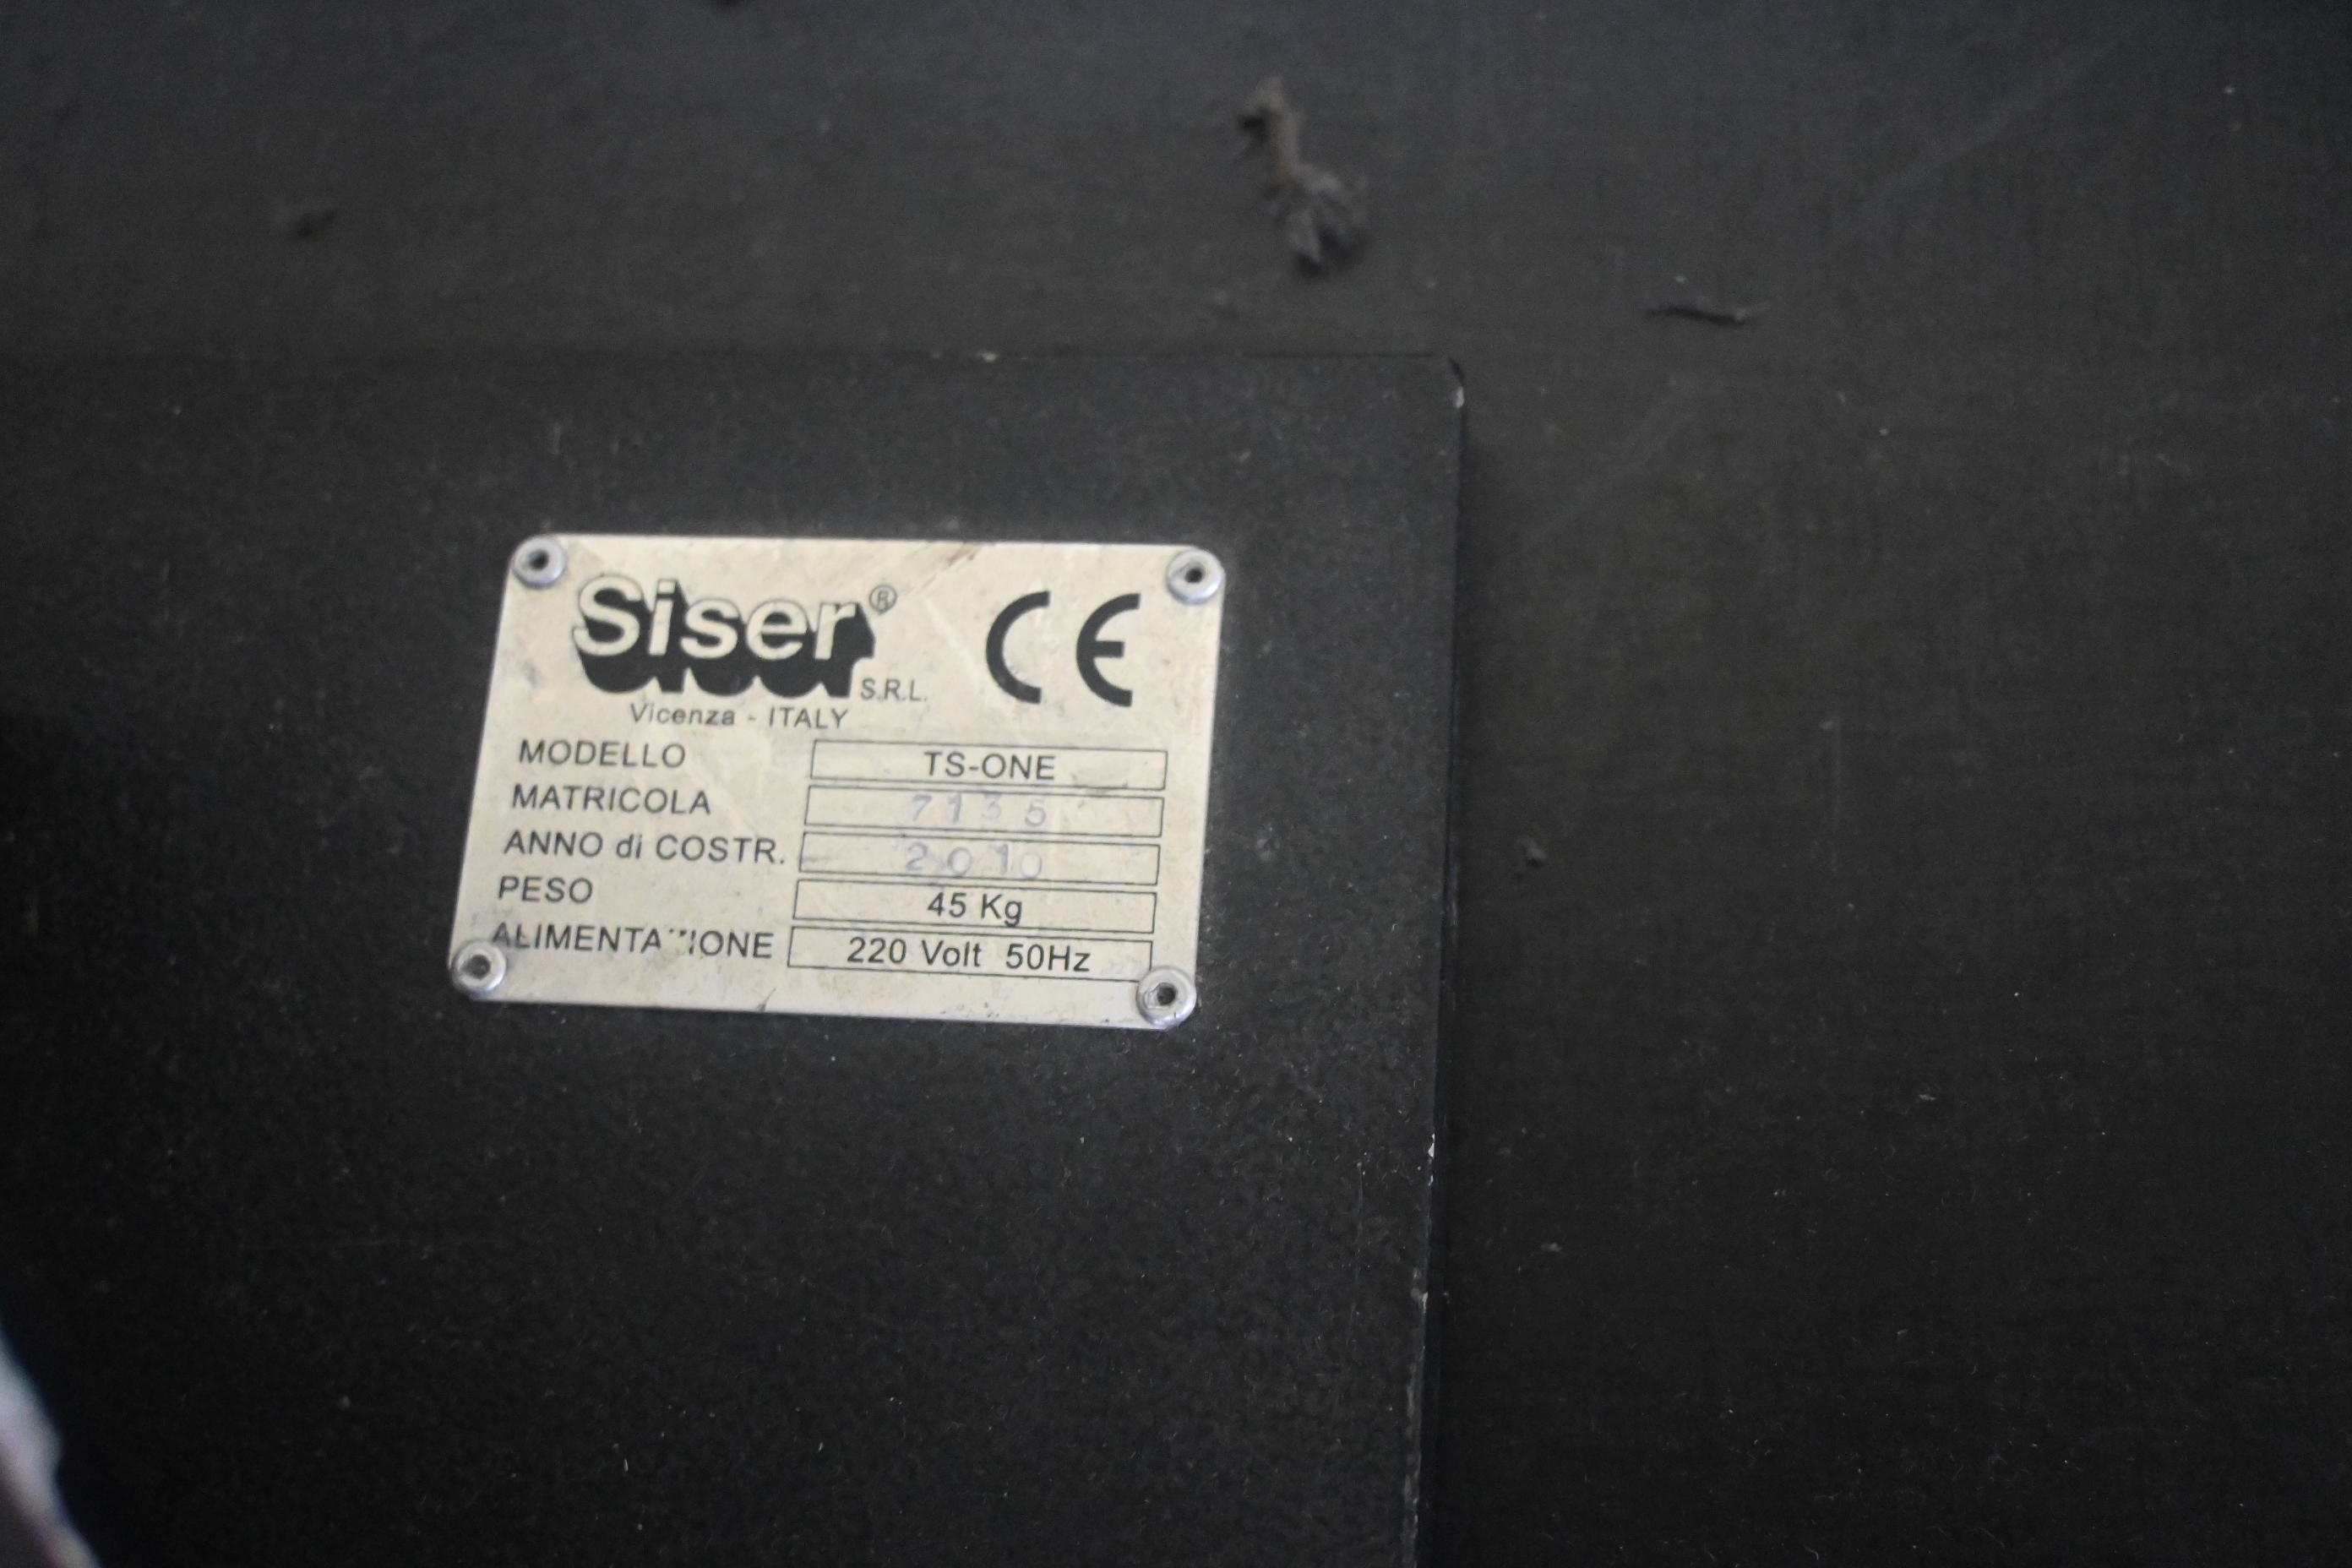 Siser® CE
S.R.L.
Vicenza - ITALY
MODELLO TS-ONE
MATRICOLA 7135
ANNO di COSTR. 2010
PESO 45 Kg
ALIMENTAZIONE 220 Volt 50Hz